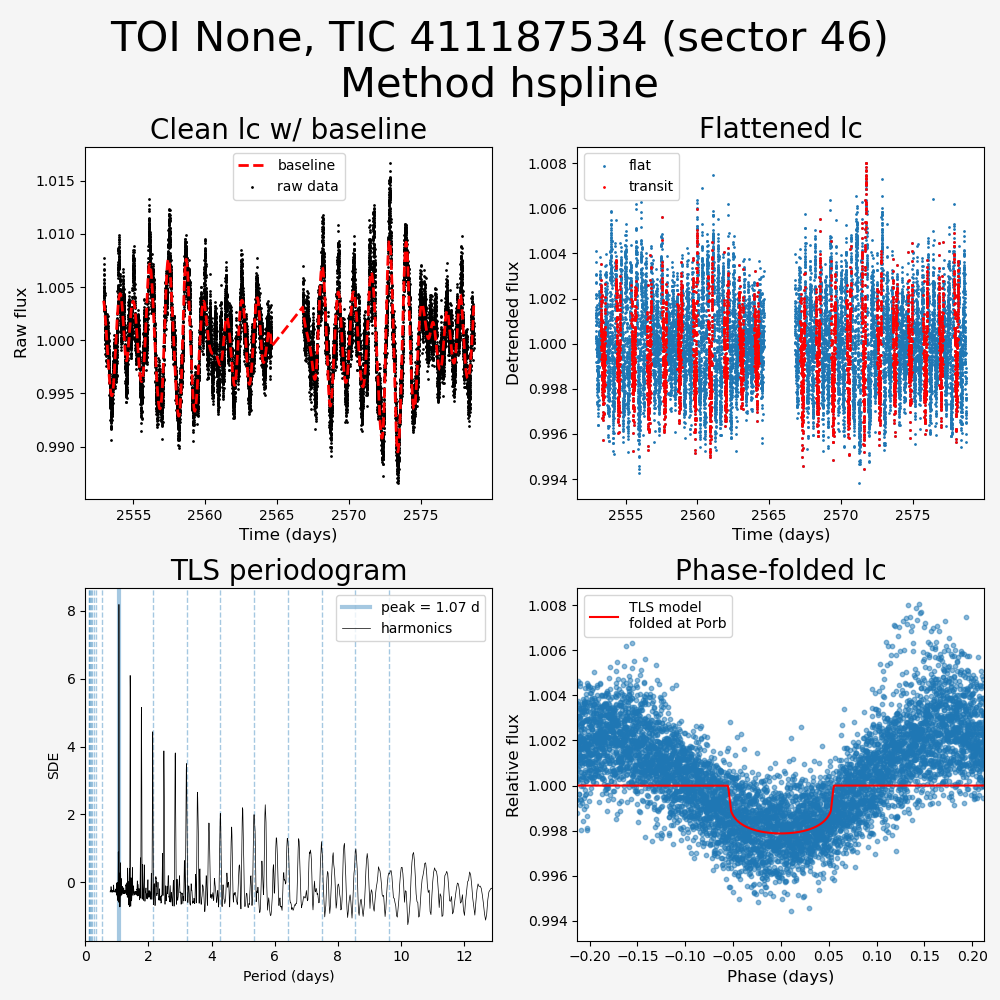 TOI None, TIC 411187534 (sector 46)
Method hspline
Clean lc w/ baseline
baseline
raw data
1.015
1.010
1.005
1.000
0.995
0.990
Raw flux
2555 2560 2565 2570 2575
Time (days)
Flattened lc
flat
transit
1.008
1.006
1.004
1.002
1.000
0.998
0.996
0.994
Detrended flux
2555 2560 2565 2570 2575
Time (days)
TLS periodogram
peak = 1.07 d
harmonics
8
6
4
2
0
SDE
0 2 4 6 8 10 12
Period (days)
Phase-folded lc
TLS model
folded at Porb
1.008
1.006
1.004
1.002
1.000
0.998
0.996
0.994
Relative flux
−0.20 −0.15 −0.10 −0.05 0.00 0.05 0.10 0.15 0.20
Phase (days)